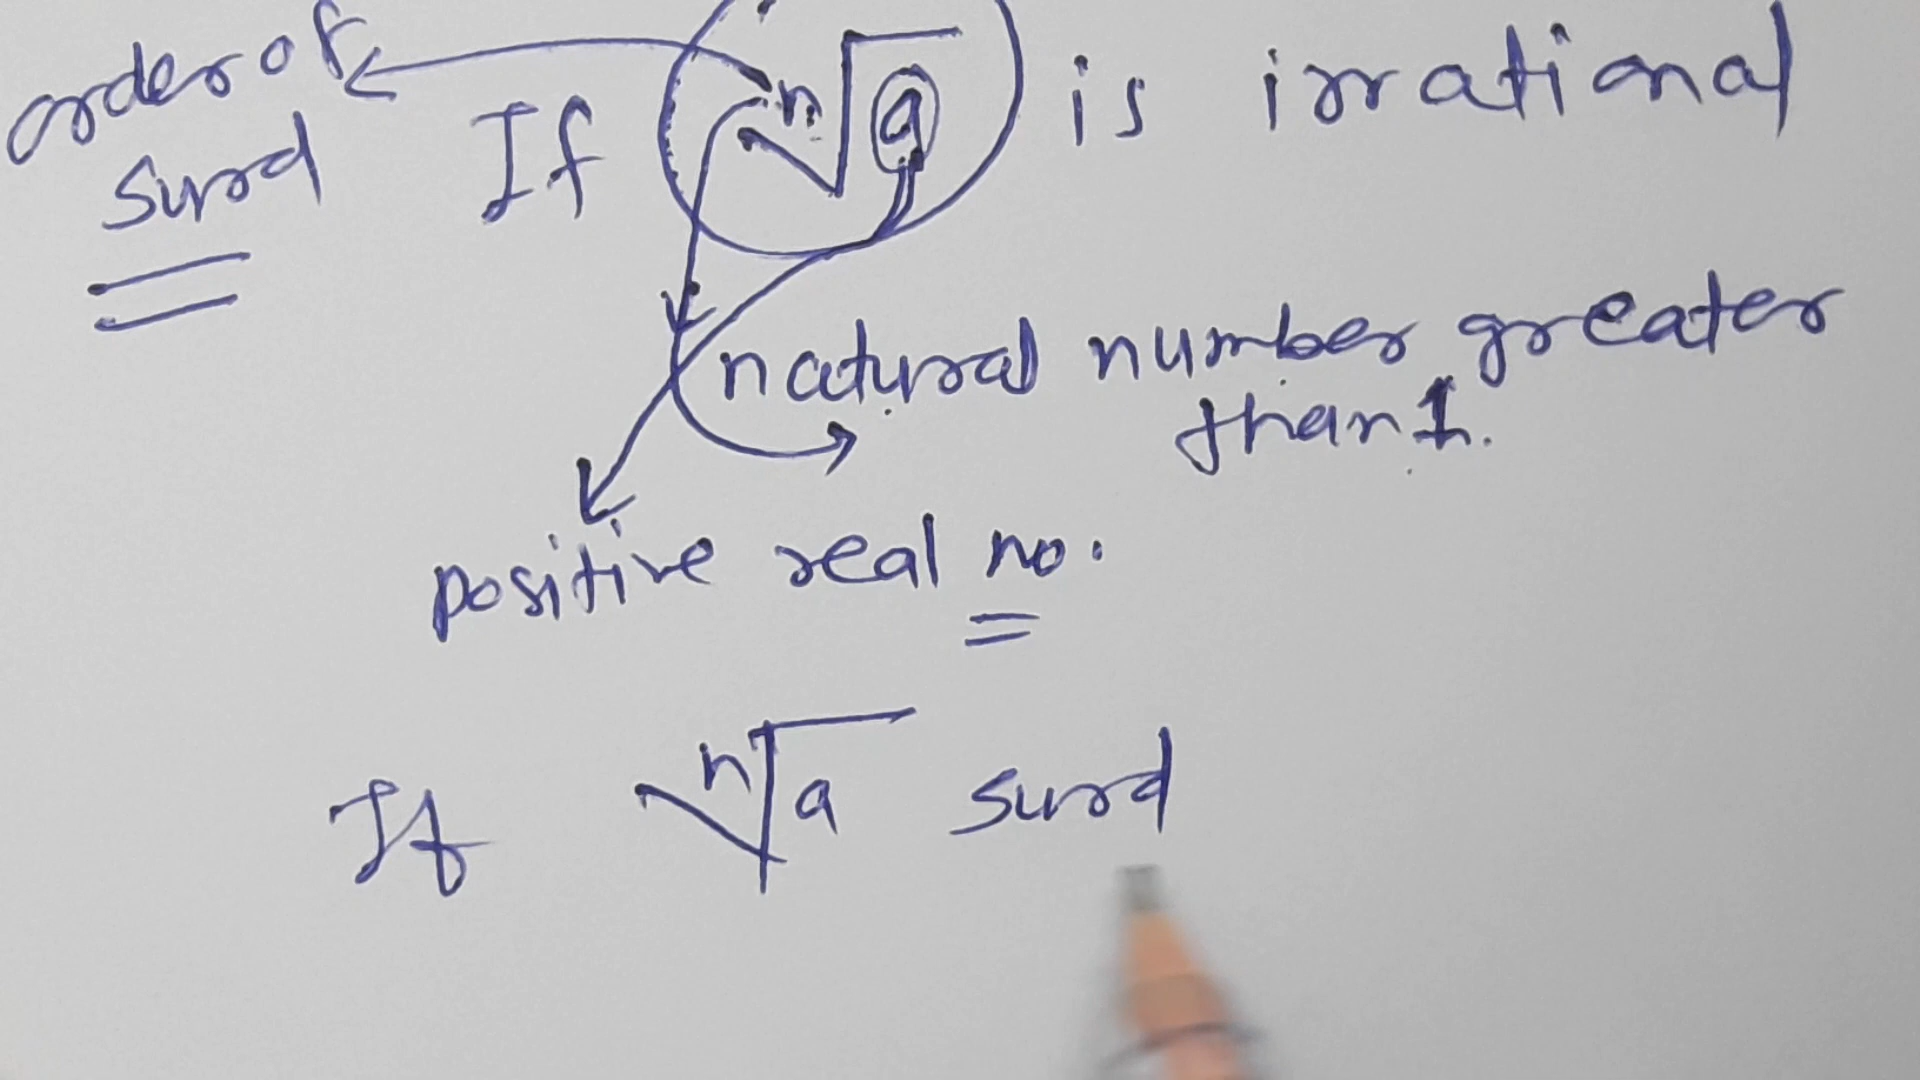 order of
surd
If ⁿ√a is irrational
natural number greater
than 1.
positive real no.
If ⁿ√a surd